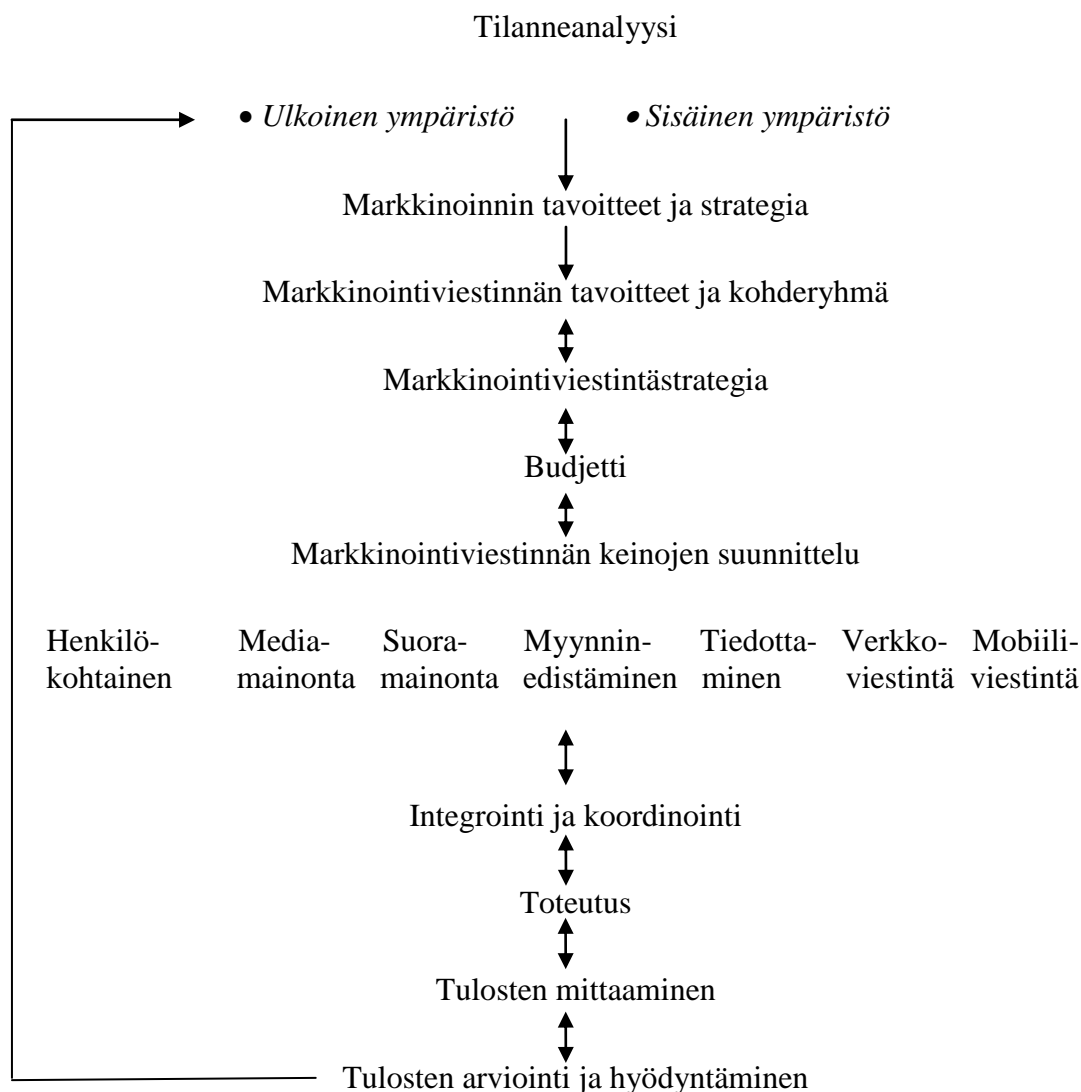 Tilanneanalyysi
• Ulkoinen ympäristö • Sisäinen ympäristö
Markkinoinnin tavoitteet ja strategia
Markkinointiviestinnän tavoitteet ja kohderyhmä
Markkinointiviestintästrategia
Budjetti
Markkinointiviestinnän keinojen suunnittelu
Henkilö- Media- Suora- Myynnin- Tiedotta- Verkko- Mobiili-
kohtainen mainonta mainonta edistäminen minen viestintä viestintä
Integrointi ja koordinointi
Toteutus
Tulosten mittaaminen
Tulosten arviointi ja hyödyntäminen